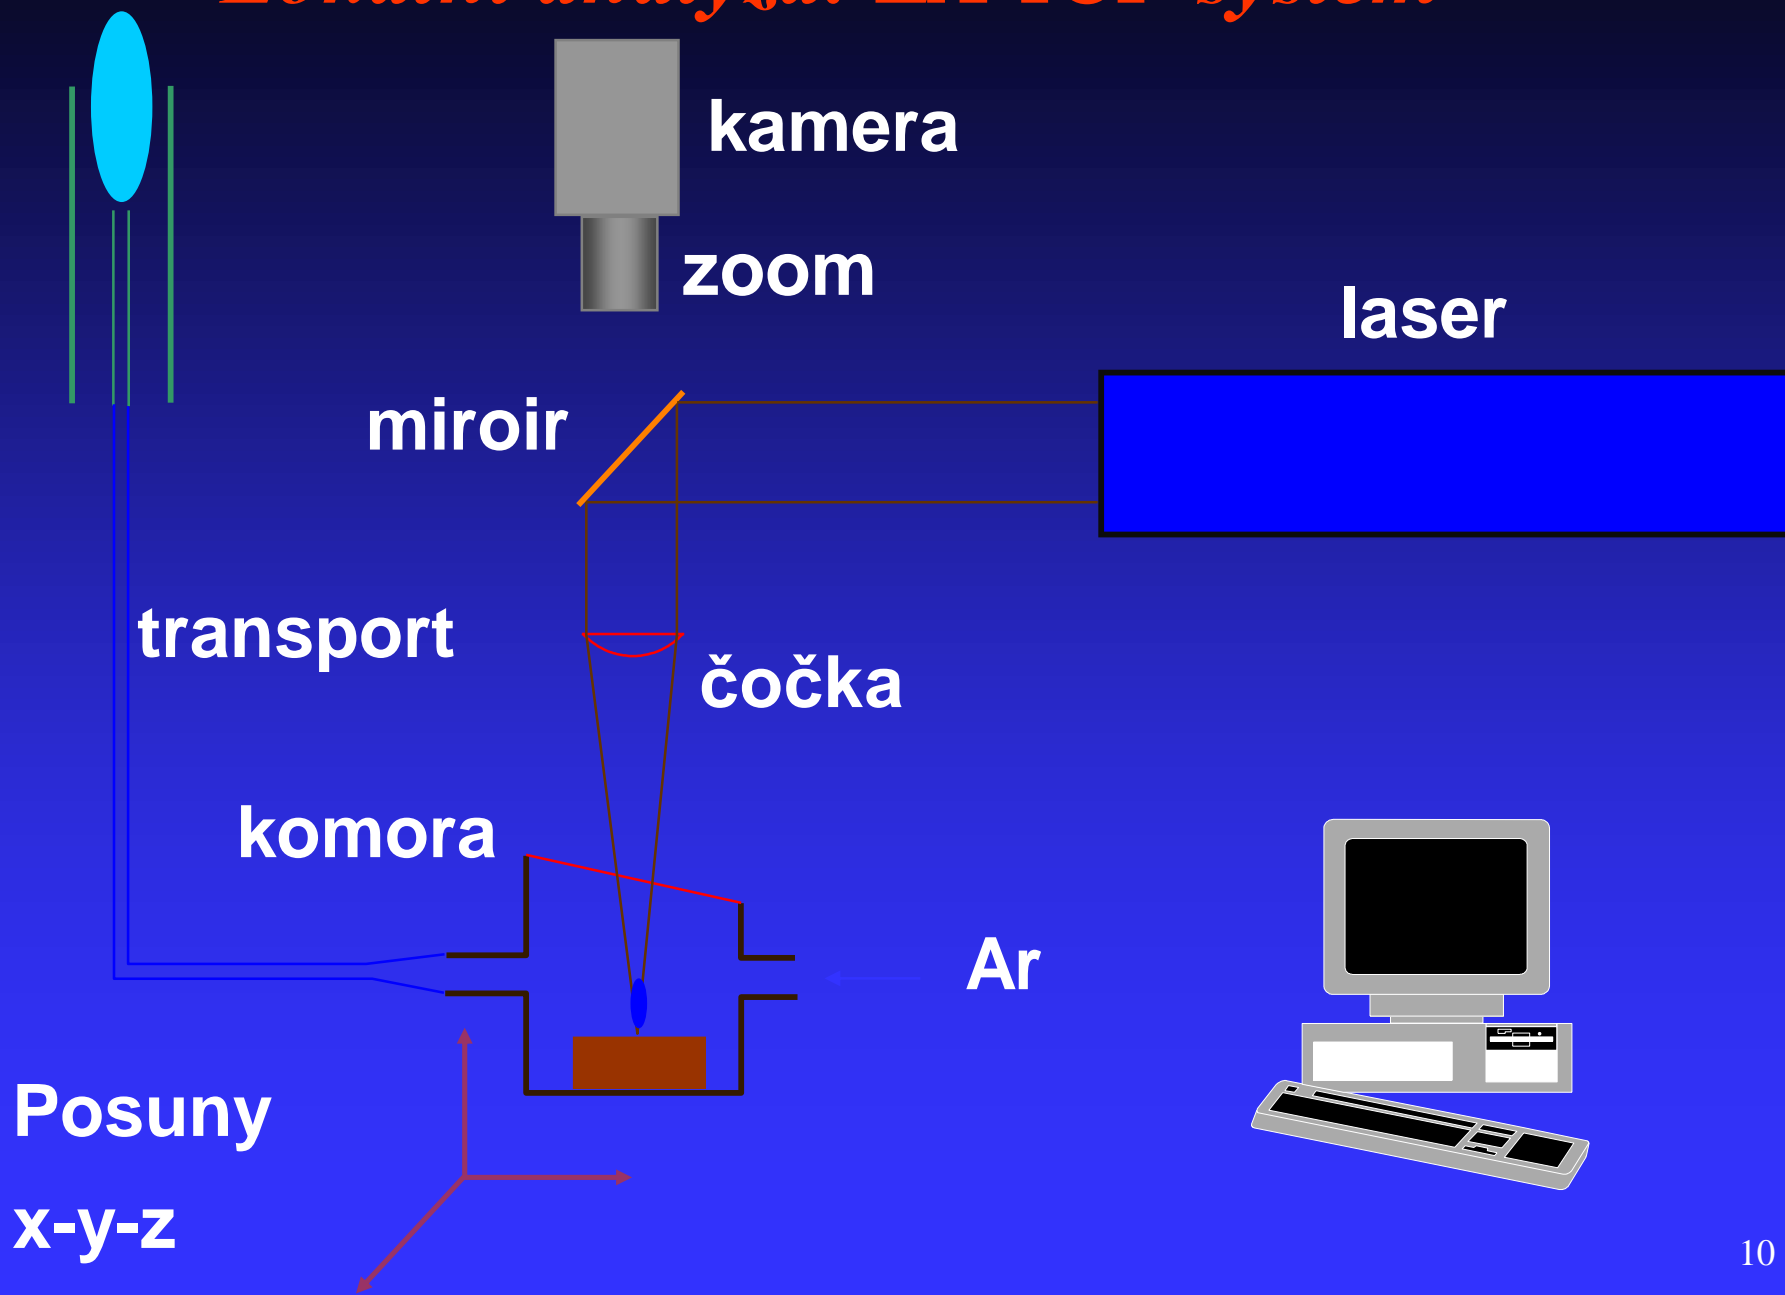 kamera
zoom
laser
miroir
transport
čočka
komora
Ar
Posuny
x-y-z
10